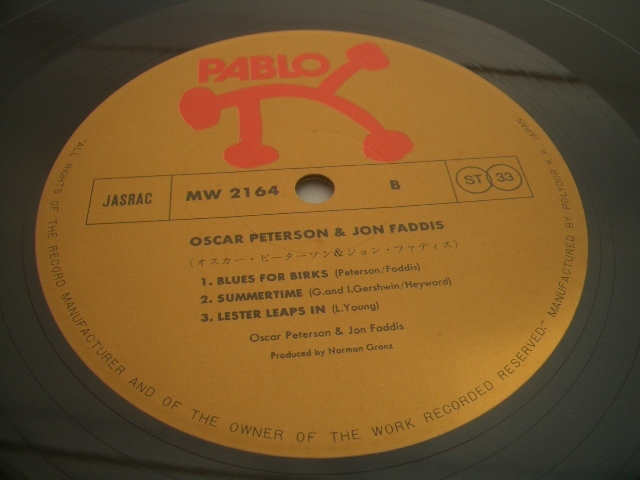 PABLO
JASRAC
MW 2164
B
ST 33
OSCAR PETERSON & JON FADDIS
(オスカー・ピーターソン&ジョン・ファディス)
1. BLUES FOR BIRKS (Peterson/Faddis)
2. SUMMERTIME (G.and I.Gershwin/Heyward)
3. LESTER LEAPS IN (L.Young)
Oscar Peterson & Jon Faddis
Produced by Norman Granz
"ALL RIGHTS OF THE RECORD MANUFACTURER AND OF THE OWNER OF THE WORK RECORDED RESERVED." MANUFACTURED BY POLYDOR K. K. JAPAN